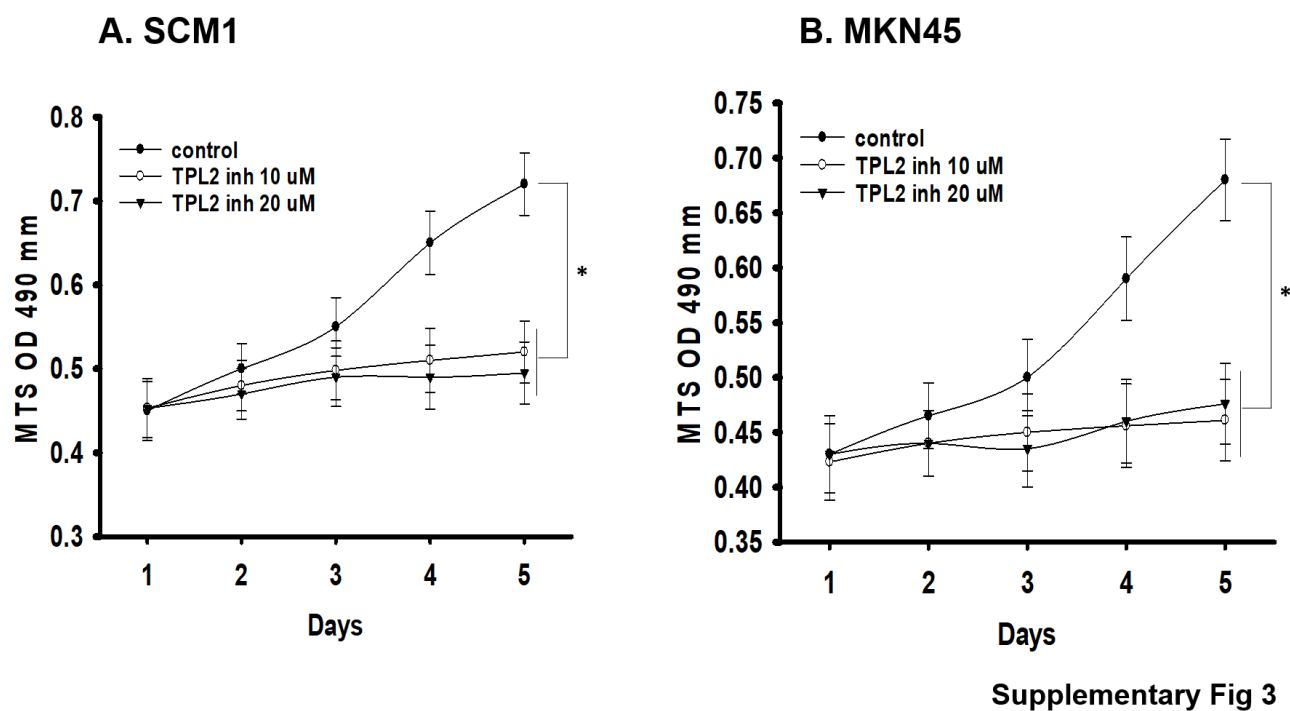 A. SCM1
MTS OD 490 mm
0.8
0.7
0.6
0.5
0.4
0.3
control
TPL2 inh 10 uM
TPL2 inh 20 uM
*
1 2 3 4 5
Days
B. MKN45
MTS OD 490 mm
0.75
0.70
0.65
0.60
0.55
0.50
0.45
0.40
0.35
control
TPL2 inh 10 uM
TPL2 inh 20 uM
*
1 2 3 4 5
Days
Supplementary Fig 3